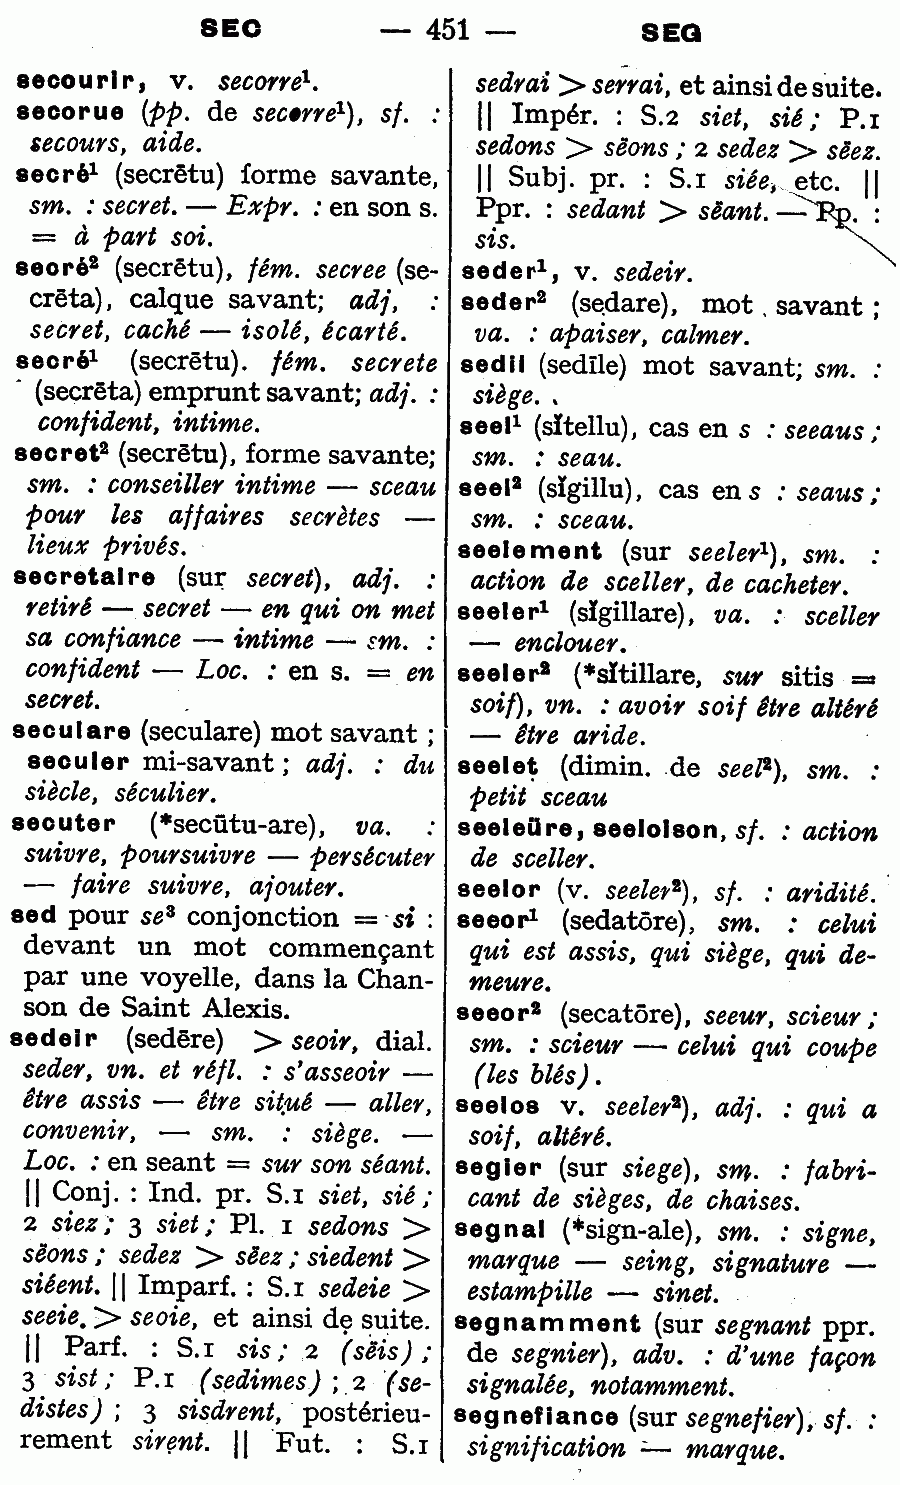 SEC — 451 — SEG
secourir, v. secorre¹.
secorue (pp. de secorre¹), sf. :
secours, aide.
secré¹ (secrētu) forme savante,
sm. : secret. — Expr. : en son s.
= à part soi.
secré² (secrētu), fém. secree (se-
crēta), calque savant; adj, :
secret, caché — isolé, écarté.
secré¹ (secrētu). fém. secrete
(secrēta) emprunt savant; adj. :
confident, intime.
secret² (secrētu), forme savante;
sm. : conseiller intime — sceau
pour les affaires secrètes —
lieux privés.
secretaire (sur secret), adj. :
retiré — secret — en qui on met
sa confiance — intime — sm. :
confident — Loc. : en s. = en
secret.
seculare (seculare) mot savant ;
seculer mi-savant ; adj. : du
siècle, séculier.
secuter (*secūtu-are), va. :
suivre, poursuivre — persécuter
— faire suivre, ajouter.
sed pour se³ conjonction = si :
devant un mot commençant
par une voyelle, dans la Chan-
son de Saint Alexis.
sedeir (sedēre) > seoir, dial.
seder, vn. et réfl. : s'asseoir —
être assis — être situé — aller,
convenir, — sm. : siège. —
Loc. : en seant = sur son séant.
|| Conj. : Ind. pr. S.1 siet, sié ;
2 siez ; 3 siet ; Pl. 1 sedons >
sëons ; sedez > sëez ; siedent >
siéent. || Imparf. : S.1 sedeie >
seeie. > seoie, et ainsi de suite.
|| Parf. : S.1 sis ; 2 (sëis) ;
3 sist ; P.1 (sedimes) ; 2 (se-
distes) ; 3 sisdrent, postérieu-
rement sirent. || Fut. : S.1
sedrai > serrai, et ainsi de suite.
|| Impér. : S.2 siet, sié ; P.1
sedons > sëons ; 2 sedez > sëez.
|| Subj. pr. : S.1 siée, etc. ||
Ppr. : sedant > sëant. — Pp. :
sis.
seder¹, v. sedeir.
seder² (sedare), mot savant ;
va. : apaiser, calmer.
sedil (sedīle) mot savant; sm. :
siège.
seel¹ (sĭtellu), cas en s : seeaus ;
sm. : seau.
seel² (sĭgillu), cas en s : seaus ;
sm. : sceau.
seelement (sur seeler¹), sm. :
action de sceller, de cacheter.
seeler¹ (sĭgillare), va. : sceller
— enclouer.
seeler² (*sĭtillare, sur sitis =
soif), vn. : avoir soif être altéré
— être aride.
seelet (dimin. de seel²), sm. :
petit sceau
seeleüre, seeloison, sf. : action
de sceller.
seelor (v. seeler²), sf. : aridité.
seeor¹ (sedatōre), sm. : celui
qui est assis, qui siège, qui de-
meure.
seeor² (secatōre), seeur, scieur ;
sm. : scieur — celui qui coupe
(les blés).
seelos v. seeler²), adj. : qui a
soif, altéré.
segier (sur siege), sm. : fabri-
cant de sièges, de chaises.
segnal (*sign-ale), sm. : signe,
marque — seing, signature —
estampille — sinet.
segnamment (sur segnant ppr.
de segnier), adv. : d'une façon
signalée, notamment.
segnefiance (sur segnefier), sf. :
signification — marque.